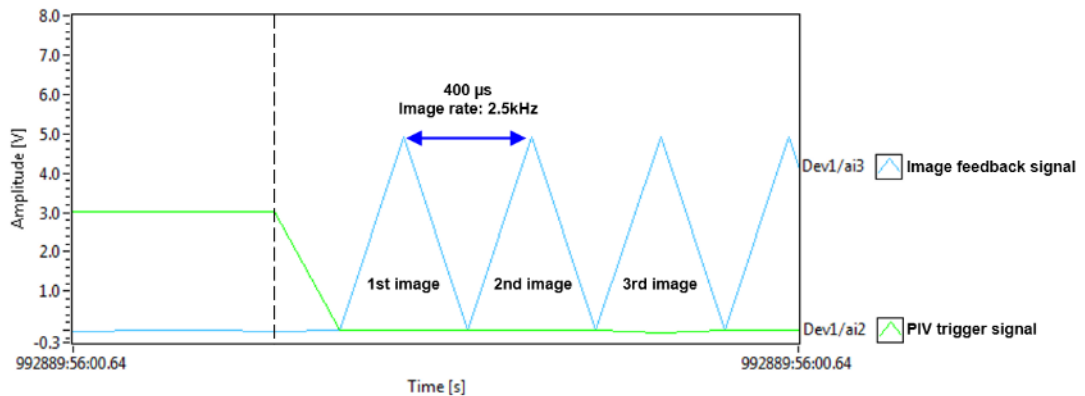 8.0
7.0
6.0
5.0
4.0
3.0
2.0
1.0
-0.3
Amplitude [V]
400 µs
Image rate: 2.5kHz
1st image
2nd image
3rd image
Dev1/ai3
Image feedback signal
Dev1/ai2
PIV trigger signal
992889:56:00.64
992889:56:00.64
Time [s]